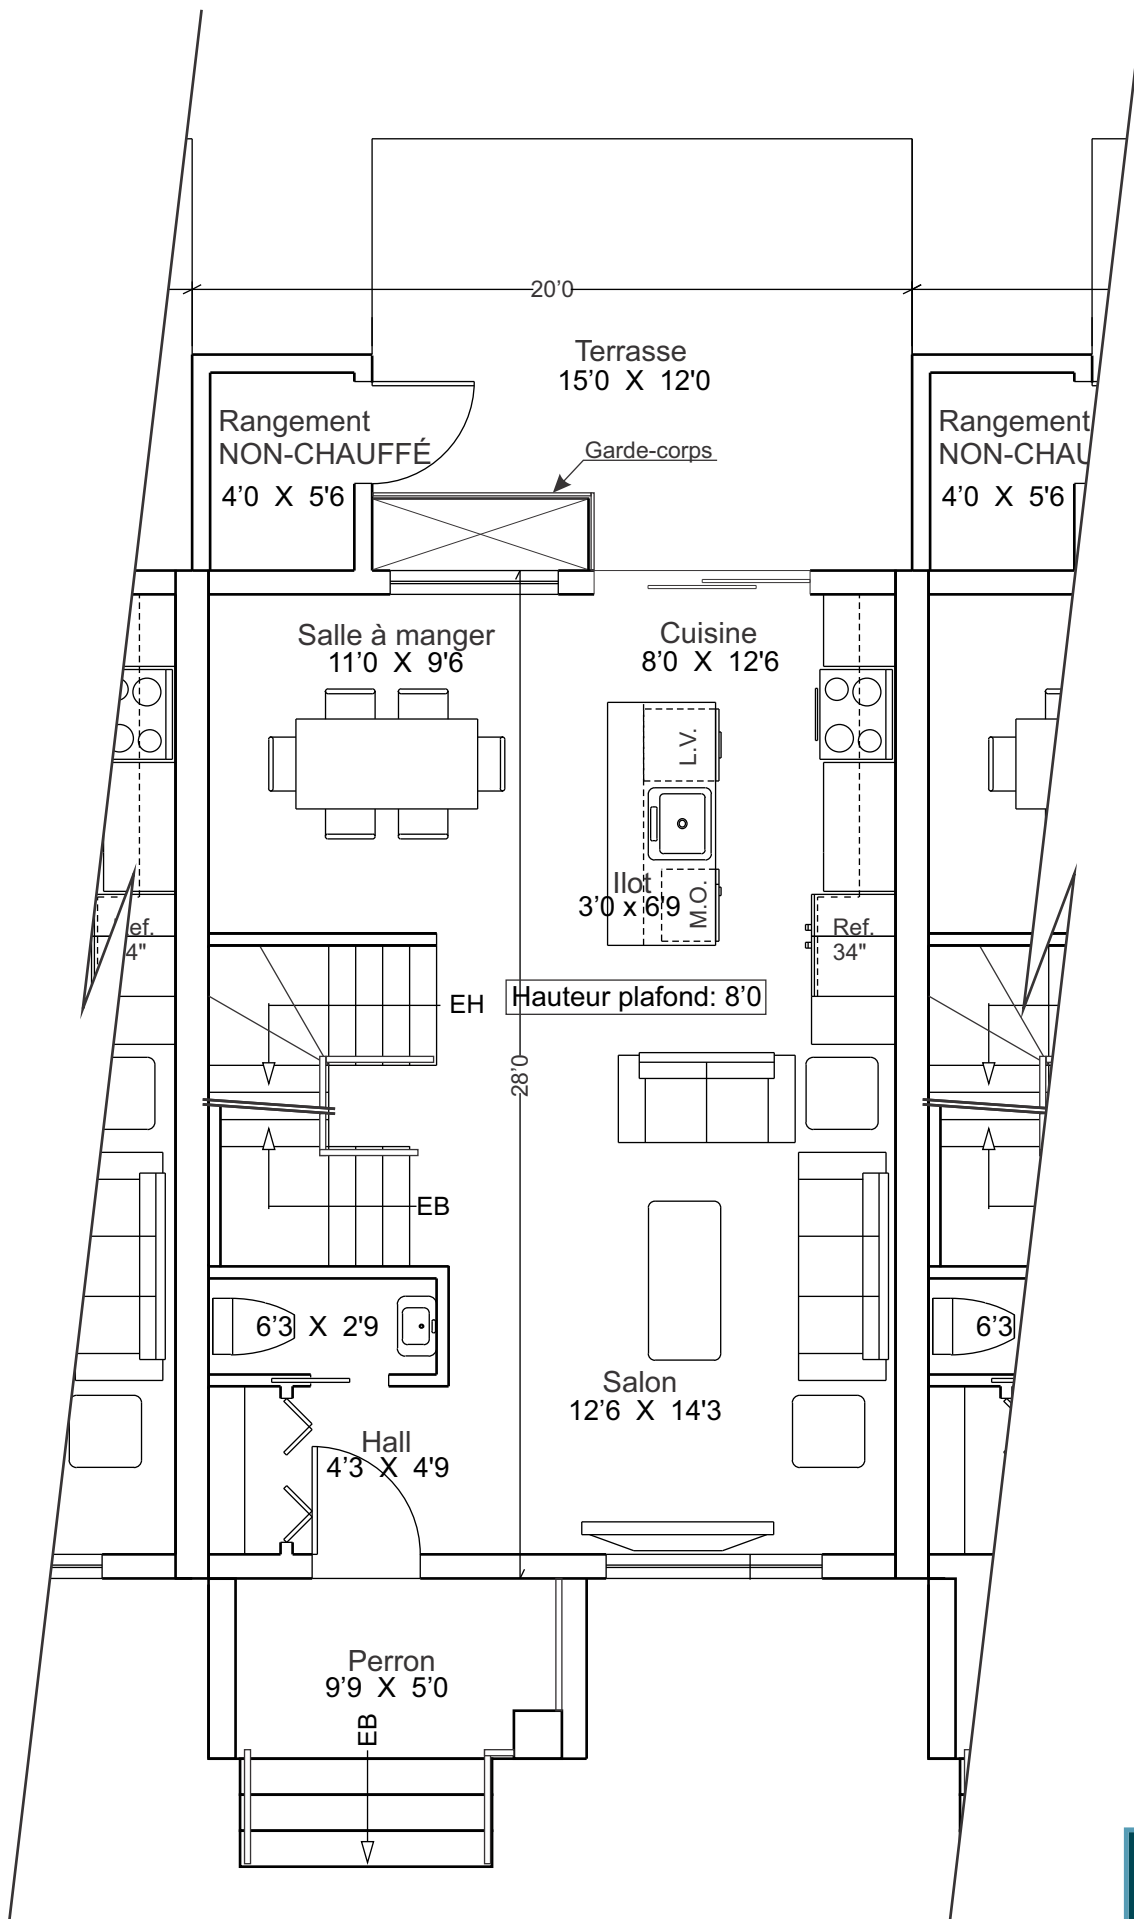 20'0
Terrasse
15'0 X 12'0
Rangement
NON-CHAUFFÉ
4'0 X 5'6
Garde-corps
Rangement
NON-CHAU
4'0 X 5'6
Salle à manger
11'0 X 9'6
Cuisine
8'0 X 12'6
L.V.
Ilot
3'0 x 6'9
M.O.
ef.
4"
Ref.
34"
EH
Hauteur plafond: 8'0
28'0
EB
6'3 X 2'9
6'3
Salon
12'6 X 14'3
Hall
4'3 X 4'9
Perron
9'9 X 5'0
EB